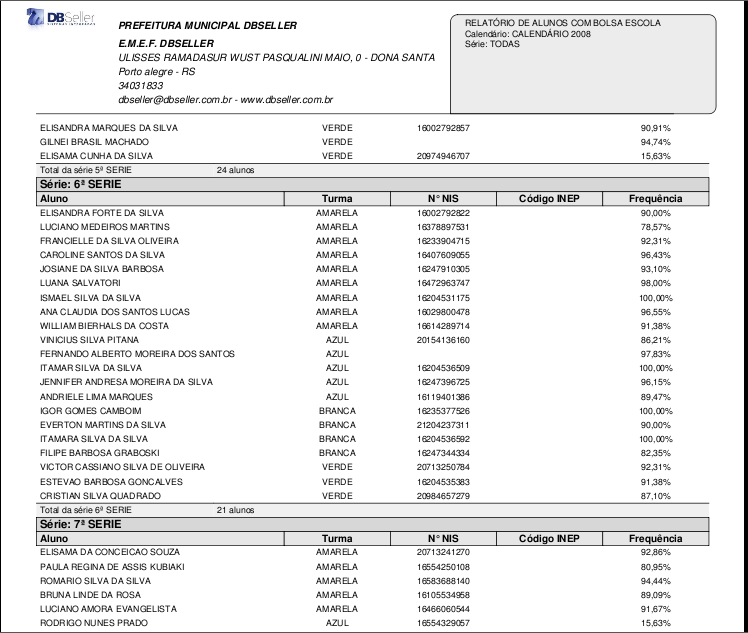 DBSeller
PREFEITURA MUNICIPAL DBSELLER
E.M.E.F. DBSELLER
ULISSES RAMADASUR WUST PASQUALINI MAIO, 0 - DONA SANTA
Porto alegre - RS
34031833
dbseller@dbseller.com.br - www.dbseller.com.br
RELATÓRIO DE ALUNOS COM BOLSA ESCOLA
Calendário: CALENDÁRIO 2008
Série: TODAS
ELISANDRA MARQUES DA SILVA VERDE 16002792857 90,91%
GILNEI BRASIL MACHADO VERDE 94,74%
ELISAMA CUNHA DA SILVA VERDE 20974946707 15,63%
Total da série 5ª SERIE 24 alunos
Série: 6ª SERIE
Aluno Turma N° NIS Código INEP Frequência
ELISANDRA FORTE DA SILVA AMARELA 16002792822 90,00%
LUCIANO MEDEIROS MARTINS AMARELA 16378897531 78,57%
FRANCIELLE DA SILVA OLIVEIRA AMARELA 16233904715 92,31%
CAROLINE SANTOS DA SILVA AMARELA 16407609055 96,43%
JOSIANE DA SILVA BARBOSA AMARELA 16247910305 93,10%
LUANA SALVATORI AMARELA 16472963747 98,00%
ISMAEL SILVA DA SILVA AMARELA 16204531175 100,00%
ANA CLAUDIA DOS SANTOS LUCAS AMARELA 16029800478 96,55%
WILLIAM BIERHALS DA COSTA AMARELA 16614289714 91,38%
VINICIUS SILVA PITANA AZUL 20154136160 86,21%
FERNANDO ALBERTO MOREIRA DOS SANTOS AZUL 97,83%
ITAMAR SILVA DA SILVA AZUL 16204536509 100,00%
JENNIFER ANDRESA MOREIRA DA SILVA AZUL 16247396725 96,15%
ANDRIELE LIMA MARQUES AZUL 16119401386 89,47%
IGOR GOMES CAMBOIM BRANCA 16235377526 100,00%
EVERTON MARTINS DA SILVA BRANCA 21204237311 90,00%
ITAMARA SILVA DA SILVA BRANCA 16204536592 100,00%
FILIPE BARBOSA GRABOSKI BRANCA 16247344334 82,35%
VICTOR CASSIANO SILVA DE OLIVEIRA VERDE 20713250784 92,31%
ESTEVAO BARBOSA GONCALVES VERDE 16204535383 91,38%
CRISTIAN SILVA QUADRADO VERDE 20984657279 87,10%
Total da série 6ª SERIE 21 alunos
Série: 7ª SERIE
Aluno Turma N° NIS Código INEP Frequência
ELISAMA DA CONCEICAO SOUZA AMARELA 20713241270 92,86%
PAULA REGINA DE ASSIS KUBIAKI AMARELA 16554250108 80,95%
ROMARIO SILVA DA SILVA AMARELA 16583688140 94,44%
BRUNA LINDE DA ROSA AMARELA 16105534958 89,09%
LUCIANO AMORA EVANGELISTA AMARELA 16466060544 91,67%
RODRIGO NUNES PRADO AZUL 16554329057 15,63%